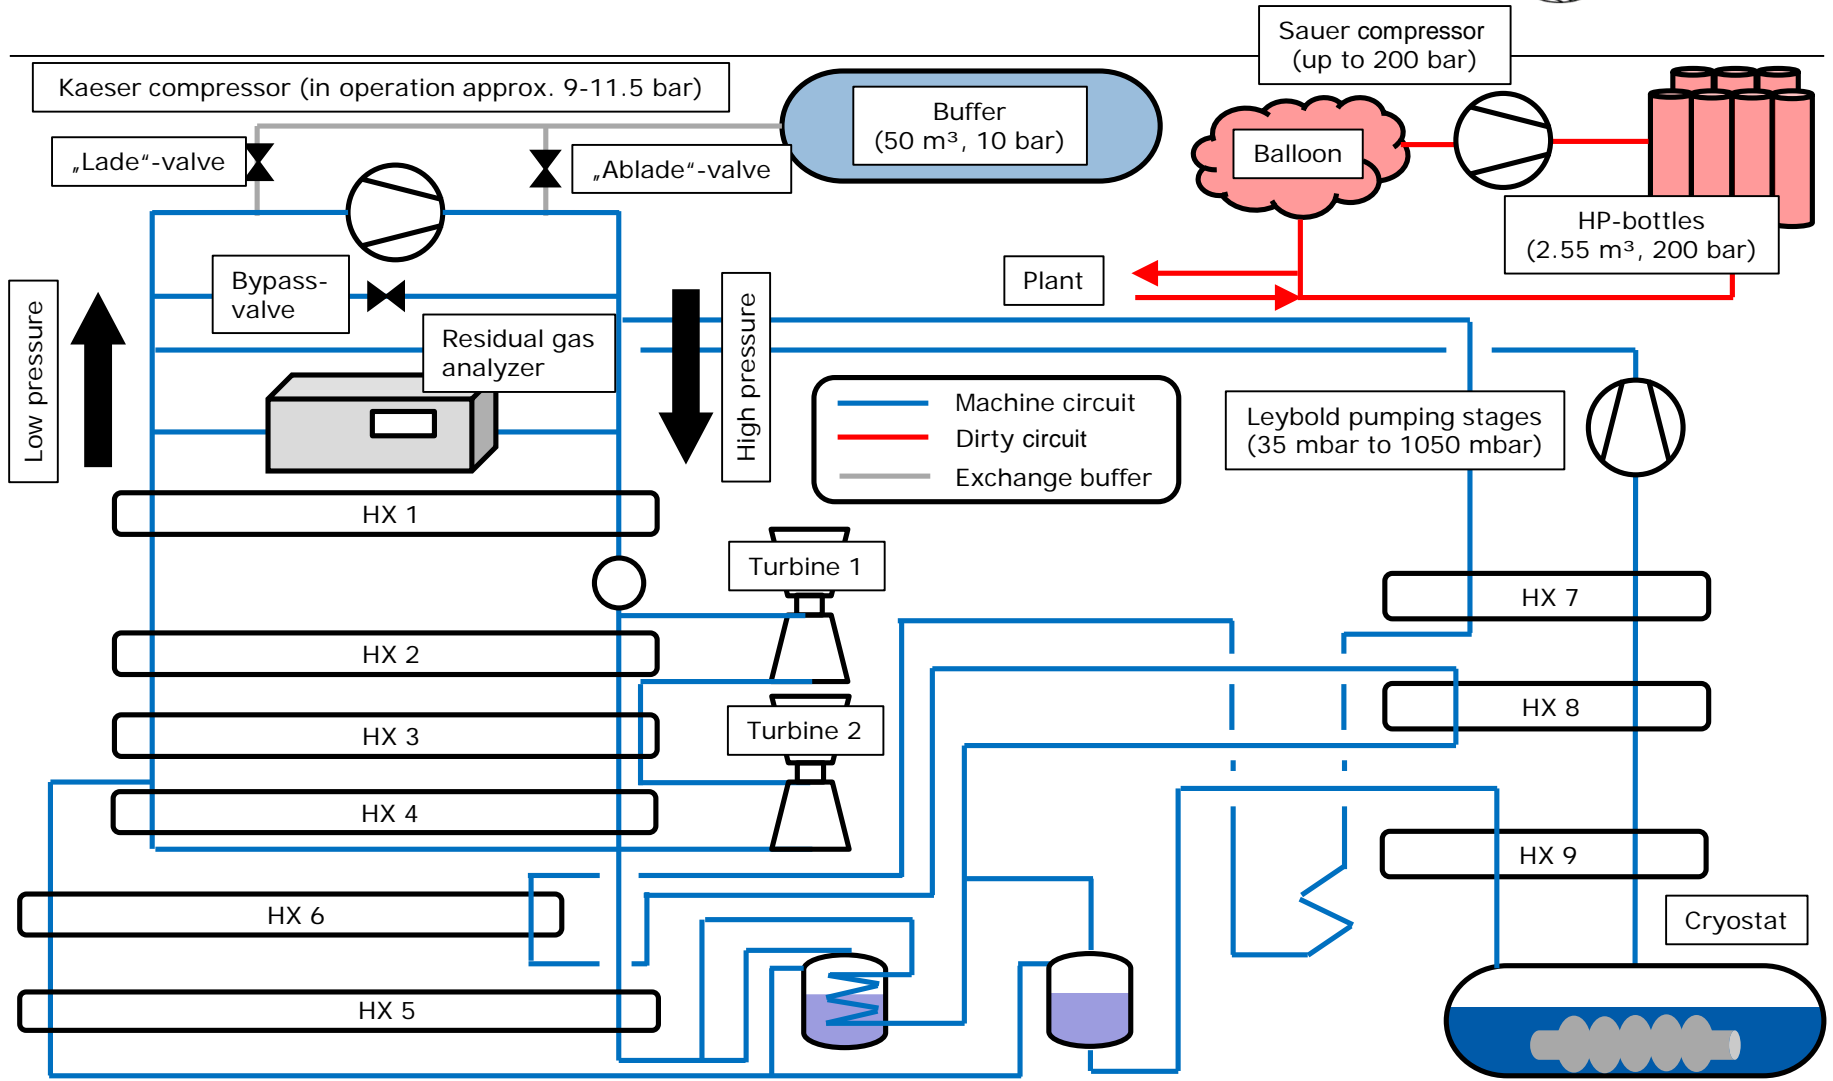 Sauer compressor
(up to 200 bar)
Kaeser compressor (in operation approx. 9-11.5 bar)
Buffer
(50 m³, 10 bar)
„Lade“-valve
„Ablade“-valve
Balloon
HP-bottles
(2.55 m³, 200 bar)
Plant
Bypass-
valve
Residual gas
analyzer
Low pressure
High pressure
Machine circuit
Dirty circuit
Exchange buffer
Leybold pumping stages
(35 mbar to 1050 mbar)
HX 1
Turbine 1
HX 7
HX 2
HX 8
HX 3
Turbine 2
HX 4
HX 9
HX 6
Cryostat
HX 5